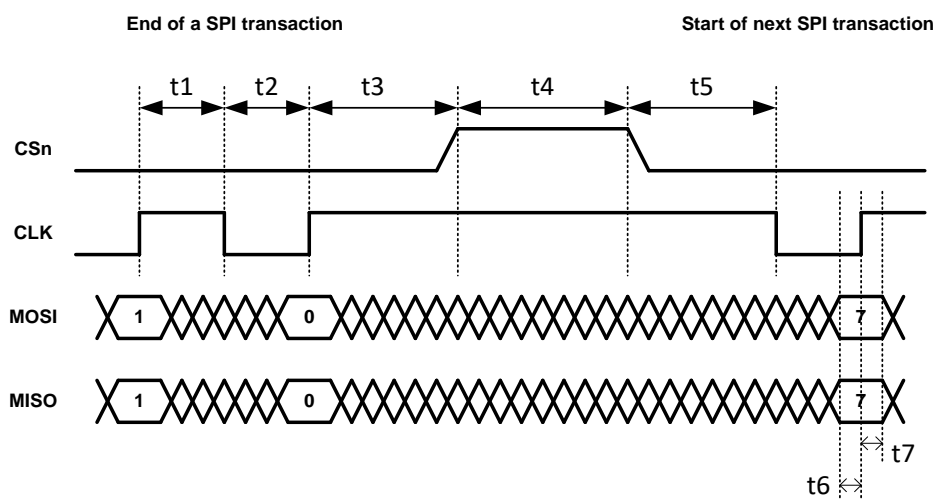 End of a SPI transaction
Start of next SPI transaction
t1
t2
t3
t4
t5
CSn
CLK
MOSI
1
0
7
MISO
1
0
7
t7
t6